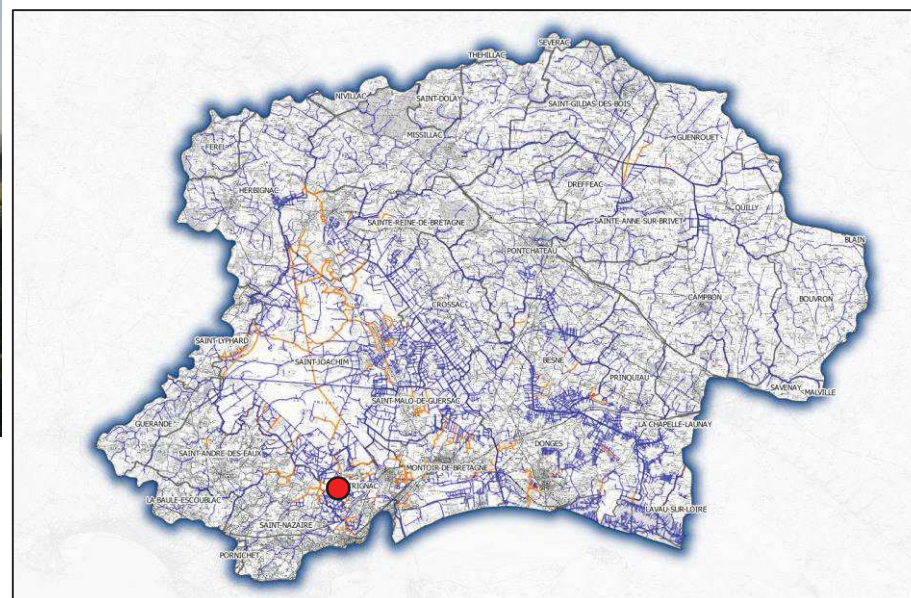 SEVERAC
THEHILLAC
NIVILLAC
SAINT-DOLAY
SAINT-GILDAS-DES-BOIS
MISSILLAC
GUENROUET
FEREL
HERBIGNAC
DREFFEAC
QUILLY
SAINTE-REINE-DE-BRETAGNE
SAINTE-ANNE-SUR-BRIVET
PONTCHATEAU
BLAIN
CROSSAC
CAMPBON
BOUVRON
SAINT-LYPHARD
SAINT-JOACHIM
BESNE
PRINQUIAU
SAVENAY
MALVILLE
SAINT-MALO-DE-GUERSAC
GUERANDE
LA CHAPELLE-LAUNAY
SAINT-ANDRE-DES-EAUX
DONGES
MONTOIR-DE-BRETAGNE
TRIGNAC
LA BAULE-ESCOUBLAC
LAVAU-SUR-LOIRE
SAINT-NAZAIRE
PORNICHET